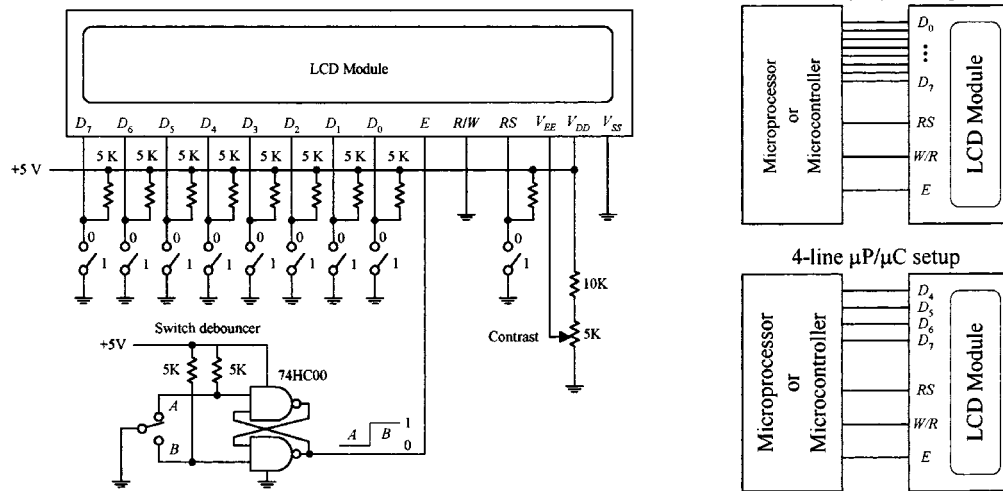 LCD Module
D7 D6 D5 D4 D3 D2 D1 D0 E R/W RS VEE VDD VSS
5 K 5 K 5 K 5 K 5 K 5 K 5 K 5 K 5 K
+5 V
0 0 0 0 0 0 0 0 0
1 1 1 1 1 1 1 1 1
10K
Contrast
5K
Switch debouncer
+5V
5K
5K
74HC00
A
B
A
B
1
0
Microprocessor
or
Microcontroller
D0
...
D7
RS
W/R
E
LCD Module
4-line μP/μC setup
Microprocessor
or
Microcontroller
D4
D5
D6
D7
RS
W/R
E
LCD Module